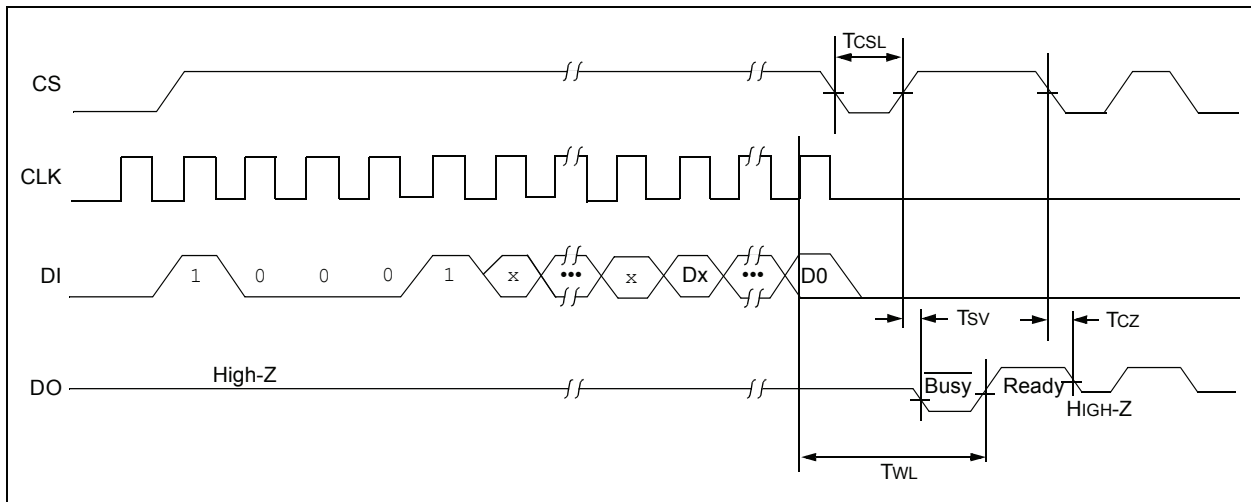 TCSL
CS
CLK
DI 1 0 0 0 1 x ••• x Dx ••• D0
TSV TCZ
DO High-Z Busy Ready
HIGH-Z
TWL